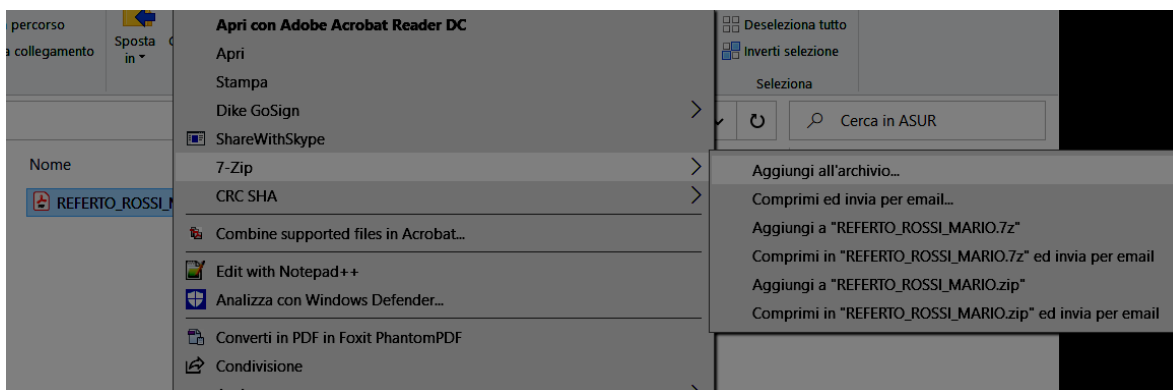 percorso
collegamento
Sposta
in
Apri con Adobe Acrobat Reader DC
Apri
Stampa
Dike GoSign
ShareWithSkype
7-Zip
CRC SHA
Combine supported files in Acrobat...
Edit with Notepad++
Analizza con Windows Defender...
Converti in PDF in Foxit PhantomPDF
Condivisione
Deseleziona tutto
Inverti selezione
Seleziona
Cerca in ASUR
Nome
REFERTO_ROSSI_
Aggiungi all'archivio...
Comprimi ed invia per email...
Aggiungi a "REFERTO_ROSSI_MARIO.7z"
Comprimi in "REFERTO_ROSSI_MARIO.7z" ed invia per email
Aggiungi a "REFERTO_ROSSI_MARIO.zip"
Comprimi in "REFERTO_ROSSI_MARIO.zip" ed invia per email